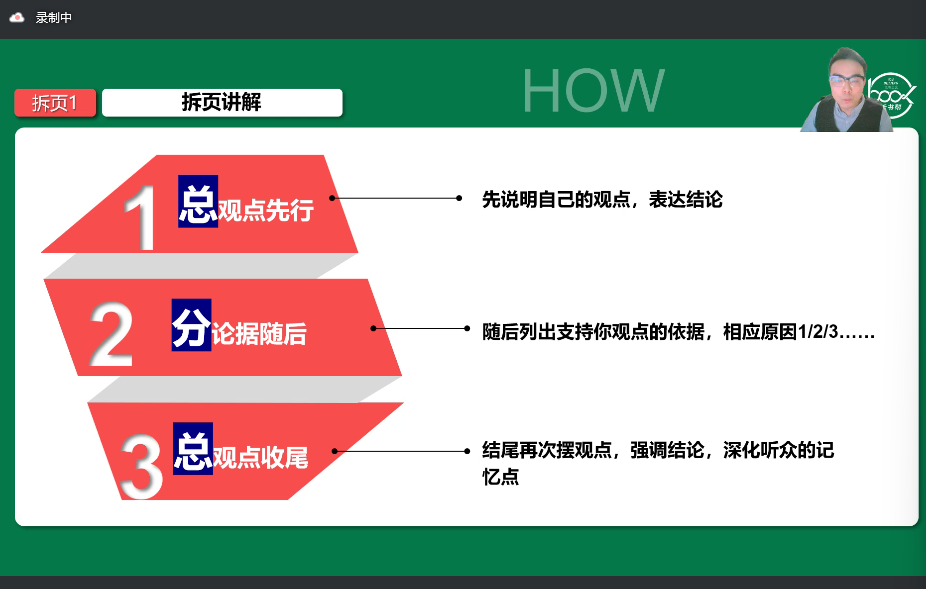 录制中
HOW
拆页1
拆页讲解
book
1
总观点先行
先说明自己的观点，表达结论
2
分论据随后
随后列出支持你观点的依据，相应原因1/2/3……
3
总观点收尾
结尾再次摆观点，强调结论，深化听众的记
忆点